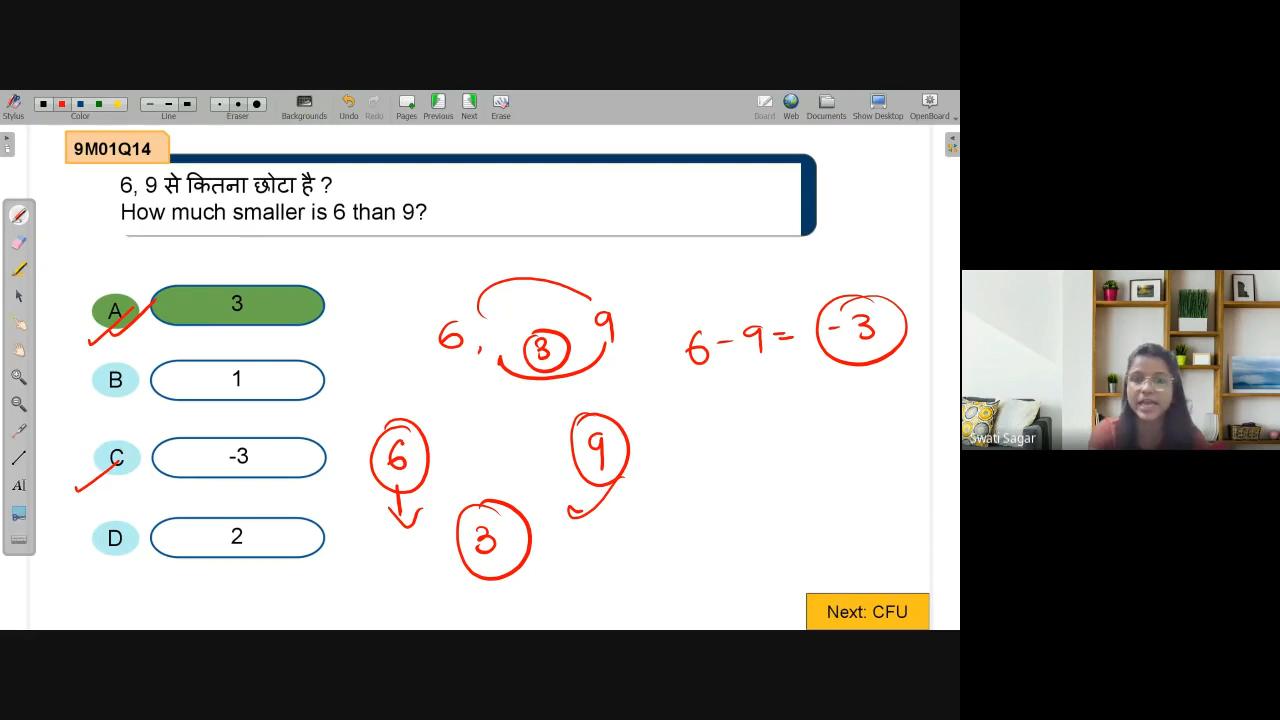 Stylus
Color
Line
Eraser
Backgrounds
Undo
Redo
Pages
Previous
Next
Erase
Board
Web
Documents
Show Desktop
OpenBoard
9M01Q14
6, 9 से कितना छोटा है ?
How much smaller is 6 than 9?
A 3
B 1
C -3
D 2
6, 3 9
6 - 9 = -3
6 9
3
AI
Swati Sagar
Next: CFU